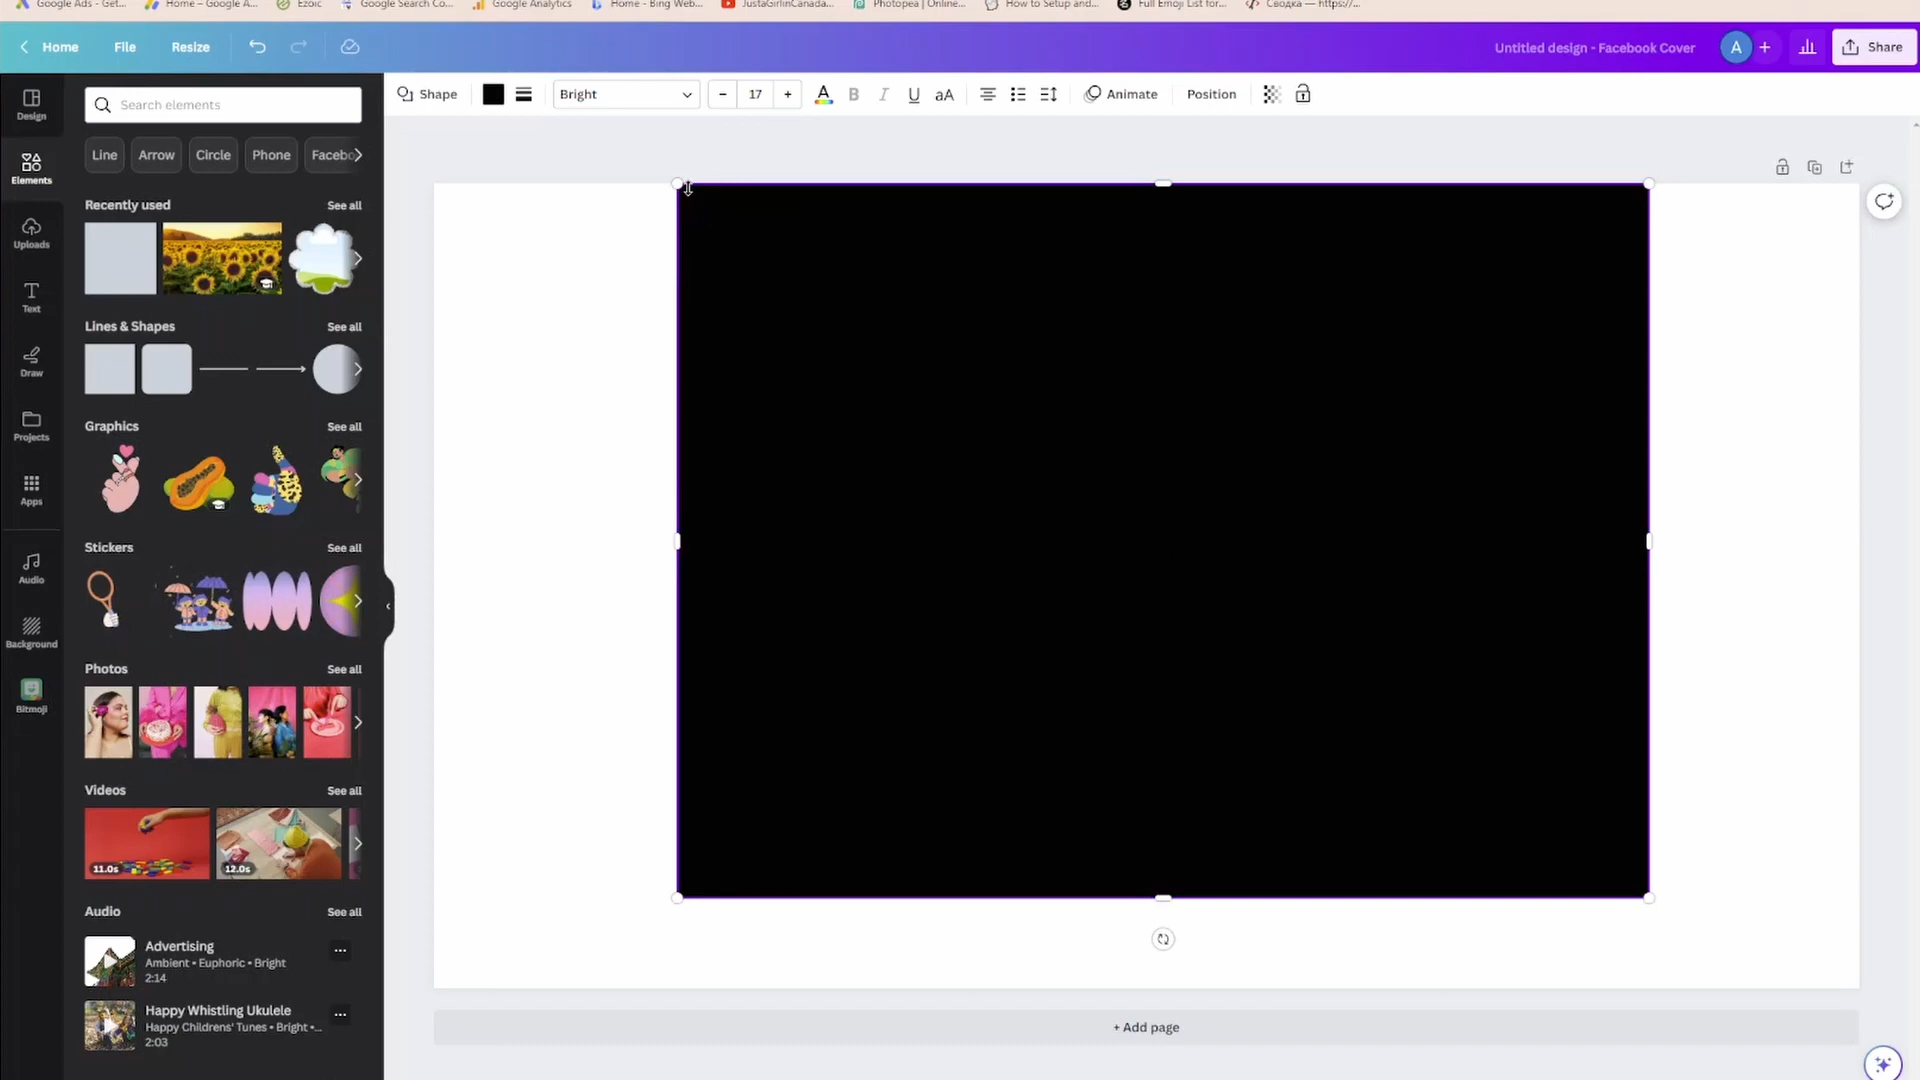 Google Ads - Get... Home – Google A... Ezoic Google Search Co... Google Analytics Home - Bing Web... JustaGirlinCanada... Photopea | Online... How to Setup and... Full Emoji List for... Сводка — https://...
Home File Resize Untitled design - Facebook Cover A + Share
Shape Bright − 17 + A B I U aA Animate Position
Design
Elements
Uploads
Text
Draw
Projects
Apps
Audio
Background
Bitmoji
Search elements
Line Arrow Circle Phone Facebo
Recently used See all
Lines & Shapes See all
Graphics See all
Stickers See all
Photos See all
Videos See all
11.0s 12.0s
Audio See all
Advertising
Ambient • Euphoric • Bright
2:14
Happy Whistling Ukulele
Happy Childrens' Tunes • Bright •...
2:03
+ Add page